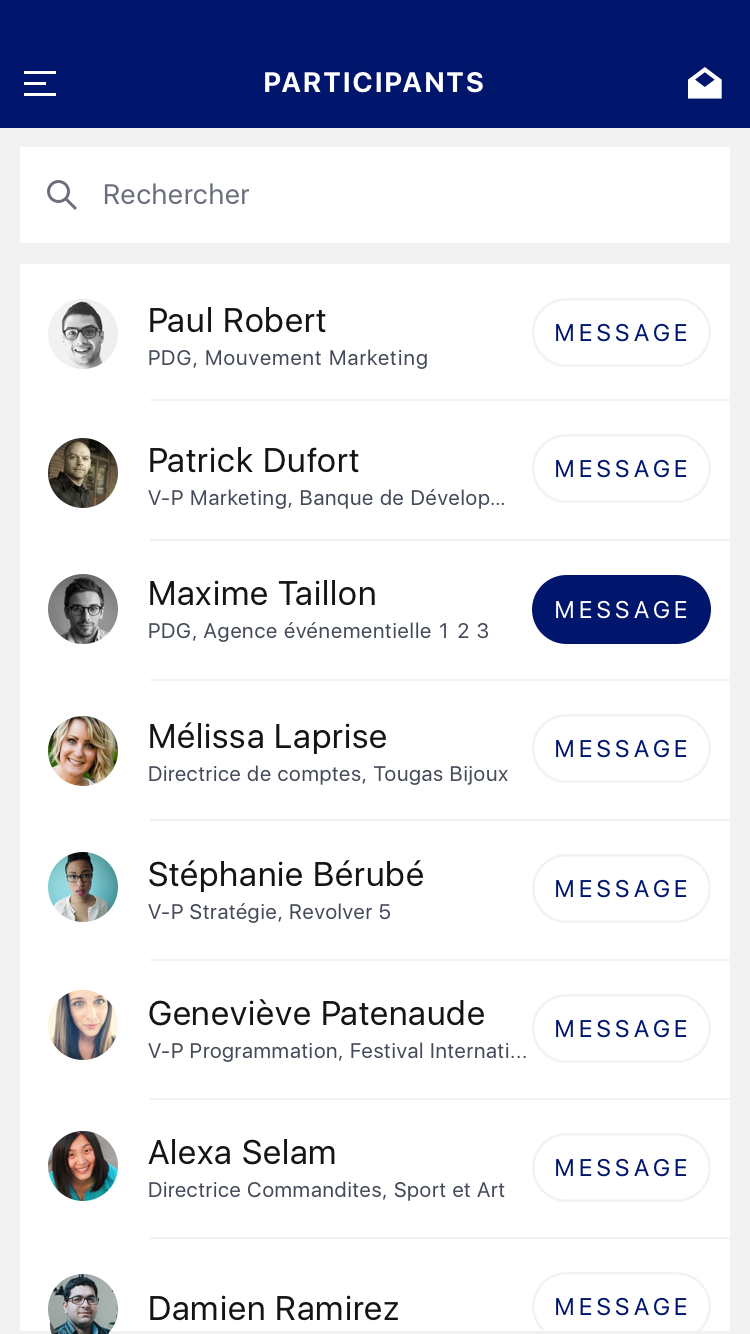 PARTICIPANTS
Rechercher
Paul Robert
PDG, Mouvement Marketing
MESSAGE
Patrick Dufort
V-P Marketing, Banque de Dévelop...
MESSAGE
Maxime Taillon
PDG, Agence événementielle 1 2 3
MESSAGE
Mélissa Laprise
Directrice de comptes, Tougas Bijoux
MESSAGE
Stéphanie Bérubé
V-P Stratégie, Revolver 5
MESSAGE
Geneviève Patenaude
V-P Programmation, Festival Internati...
MESSAGE
Alexa Selam
Directrice Commandites, Sport et Art
MESSAGE
Damien Ramirez
MESSAGE